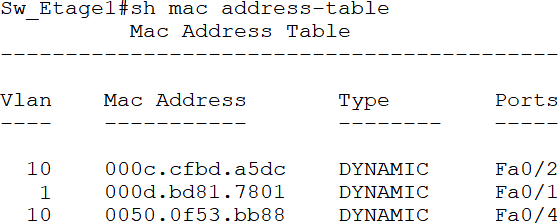 Sw_Etage1#sh mac address-table
Mac Address Table
-------------------------------------------
Vlan Mac Address Type Ports
---- ----------- -------- -----
10 000c.cfbd.a5dc DYNAMIC Fa0/2
1 000d.bd81.7801 DYNAMIC Fa0/1
10 0050.0f53.bb88 DYNAMIC Fa0/4